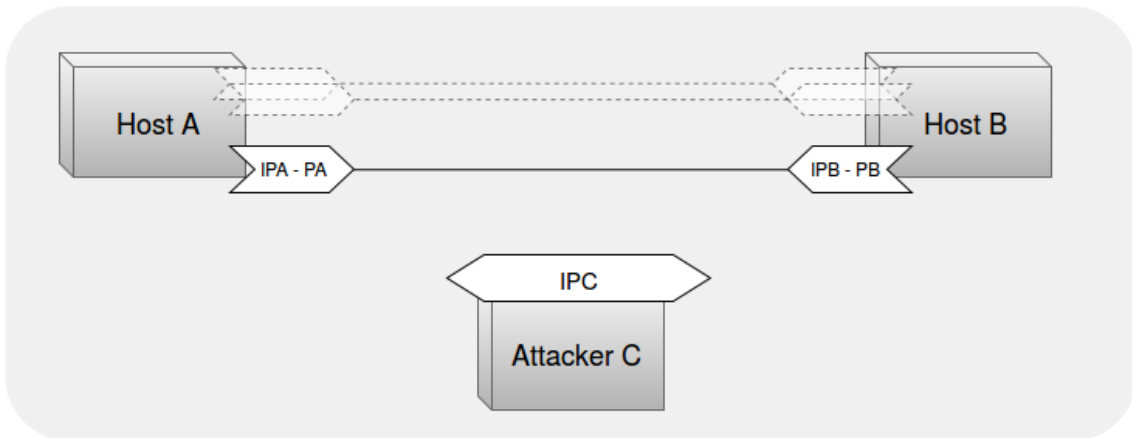 Host A
Host B
IPA - PA
IPB - PB
IPC
Attacker C